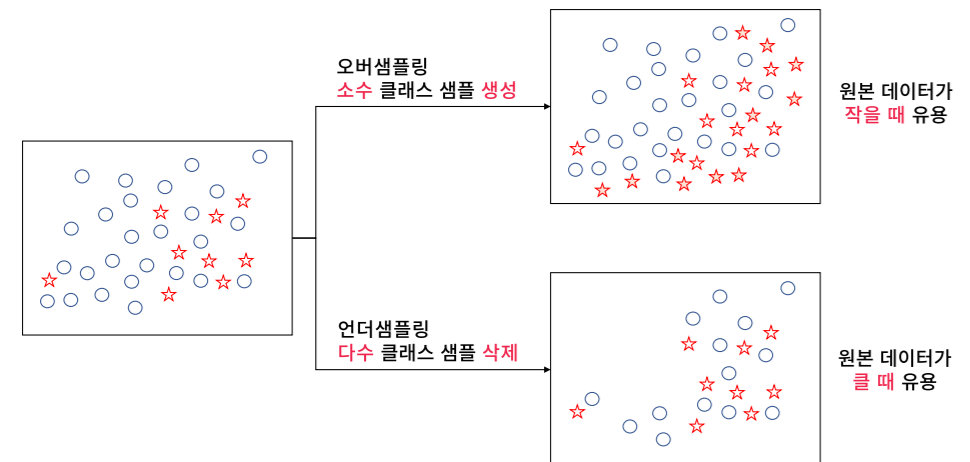 오버샘플링
소수 클래스 샘플 생성
원본 데이터가
작을 때 유용
언더샘플링
다수 클래스 샘플 삭제
원본 데이터가
클 때 유용